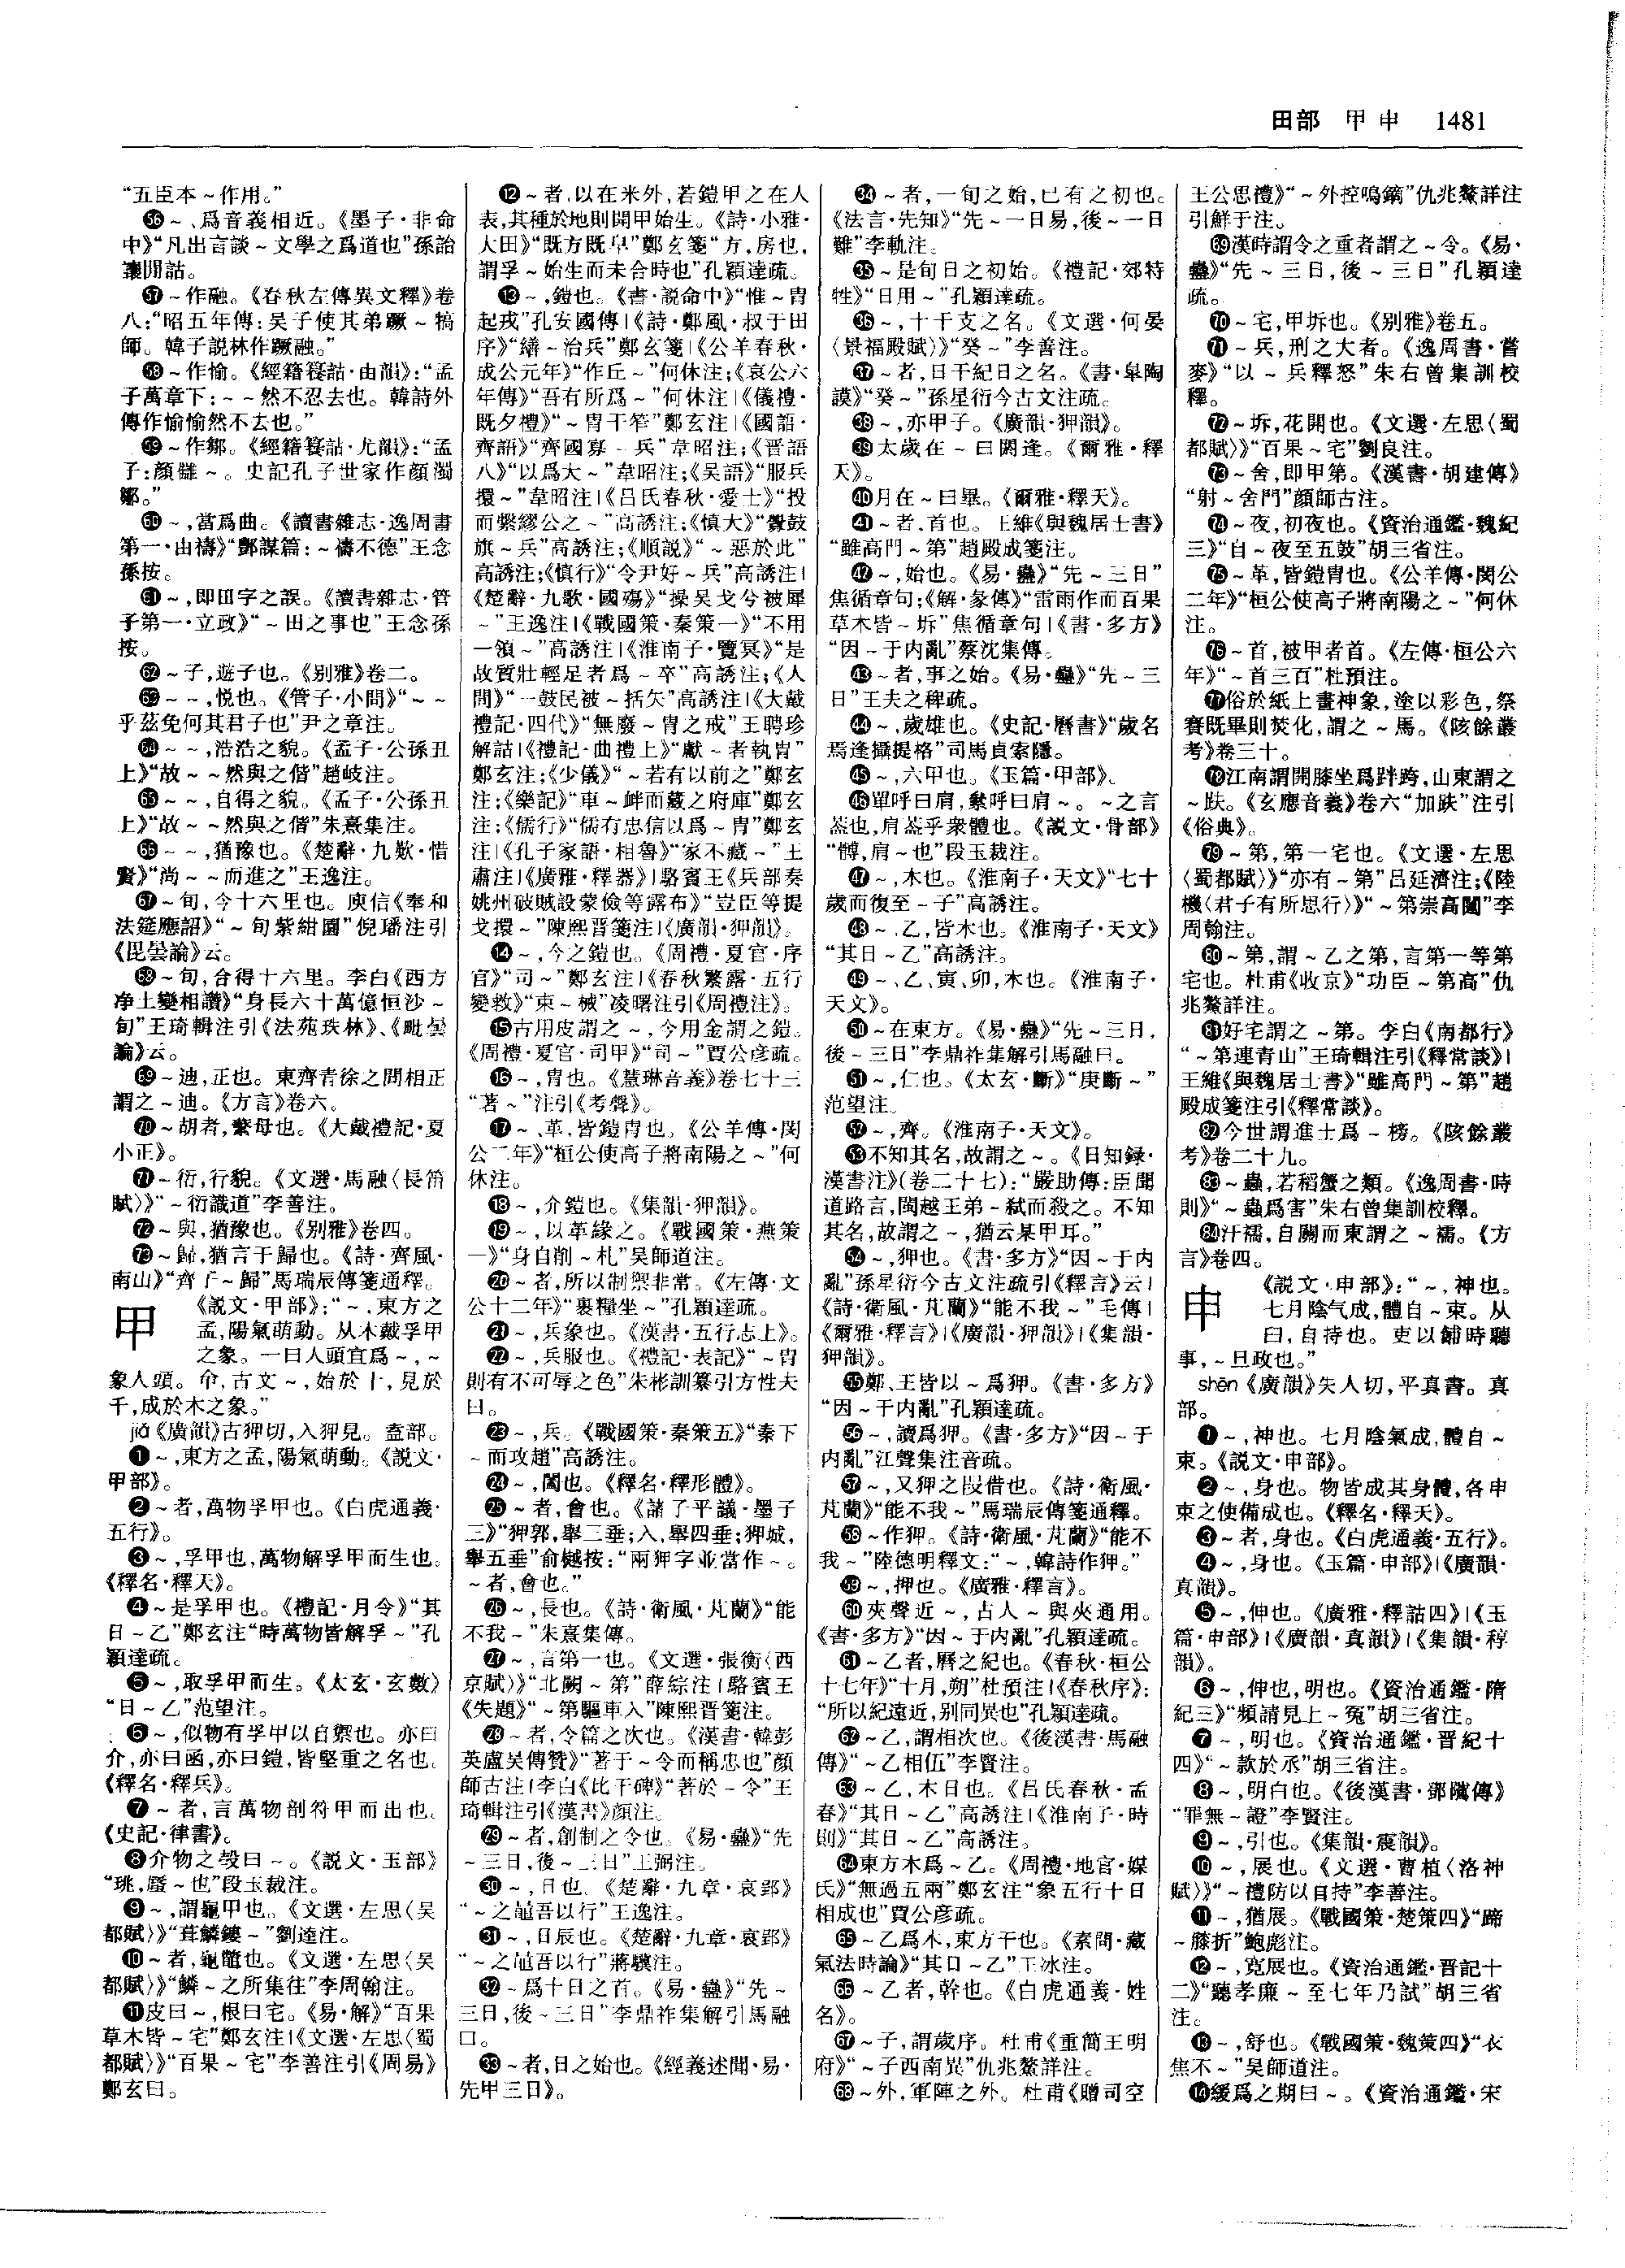 田部 甲申 1481
“五臣本～作用。”
56～、爲音義相近。《墨子·非命
中》“凡出言談～文學之爲道也”孫詒
讓閒詁。
57～作融。《春秋左傳異文釋》卷
八：“昭五年傳：吴子使其弟蹶～犒
師。韓子説林作蹶融。”
58～作愉。《經籍籑詁·由韻》：“孟
子萬章下：～～然不忍去也。韓詩外
傳作愉愉然不去也。”
59～作鄒。《經籍籑詁·尤韻》：“孟
子：顔讎～。史記孔子世家作顔濁
鄒。”
60～，當爲曲。《讀書雜志·逸周書
第一·由禱》“酆謀篇：～禱不德”王念
孫按。
61～，即田字之誤。《讀書雜志·管
子第一·立政》“～田之事也”王念孫
按。
62～子，遊子也。《别雅》卷二。
63～～，悦也。《管子·小問》“～～
乎茲免何其君子也”尹之章注。
64～～，浩浩之貌。《孟子·公孫丑
上》“故～～然與之偕”趙岐注。
65～～，自得之貌。《孟子·公孫丑
上》“故～～然與之偕”朱熹集注。
66～～，猶豫也。《楚辭·九歎·惜
賢》“尚～～而進之”王逸注。
67～旬，今十六里也。庾信《奉和
法筵應詔》“～旬紫紺園”倪璠注引
《毘曇論》云。
68～旬，合得十六里。李白《西方
净土變相讚》“身長六十萬億恒沙～
旬”王琦輯注引《法苑珠林》、《毗曇
論》云。
69～迪，正也。東齊青徐之間相正
謂之～迪。《方言》卷六。
70～胡者，繁母也。《大戴禮記·夏
小正》。
71～衍，行貌。《文選·馬融〈長笛
賦〉》“～衍識道”李善注。
72～與，猶豫也。《别雅》卷四。
73～歸，猶言于歸也。《詩·齊風·
南山》“齊子～歸”馬瑞辰傳箋通釋。
甲 《説文·甲部》：“～，東方之
孟，陽氣萌動。从木戴孚甲
之象。一曰人頭宜爲～，～
象人頭。命，古文～，始於十，見於
千，成於木之象。”
jiǎ《廣韻》古狎切，入狎見。盍部。
1～，東方之孟，陽氣萌動。《説文·
甲部》。
2～者，萬物孚甲也。《白虎通義·
五行》。
3～，孚甲也，萬物解孚甲而生也。
《釋名·釋天》。
4～是孚甲也。《禮記·月令》“其
日～乙”鄭玄注“時萬物皆解孚～”孔
穎達疏。
5～，取孚甲而生。《太玄·玄數》
“日～乙”范望注。
6～，似物有孚甲以自禦也。亦曰
介，亦曰函，亦曰鎧，皆堅重之名也。
《釋名·釋兵》。
7～者，言萬物剖符甲而出也。
《史記·律書》。
8介物之殼曰～。《説文·玉部》
“珧，蜃～也”段玉裁注。
9～，謂龜甲也。《文選·左思〈吴
都賦〉》“葺鱗鏤～”劉逵注。
10～者，龜髓也。《文選·左思〈吴
都賦〉》“鱗～之所集往”李周翰注。
11皮曰～，根曰宅。《易·解》“百果
草木皆～宅”鄭玄注|《文選·左思〈蜀
都賦〉》“百果～宅”李善注引《周易》
鄭玄曰。
12～者，以在米外，若鎧甲之在人
表，其種於地則開甲始生。《詩·小雅·
大田》“既方既皁”鄭玄箋“方，房也，
謂孚～始生而未合時也”孔穎達疏。
13～，鎧也。《書·説命中》“惟～胄
起戎”孔安國傳|《詩·鄭風·叔于田
序》“繕～治兵”鄭玄箋|《公羊春秋·
成公元年》“作丘～”何休注；《哀公六
年傳》“吾有所爲～”何休注|《儀禮·
既夕禮》“～胄干笮”鄭玄注|《國語·
齊語》“齊國寡～兵”韋昭注；《晋語
八》“以爲大～”韋昭注；《吴語》“服兵
擐～”韋昭注|《吕氏春秋·愛士》“投
而擊繆公之～”高誘注；《慎大》“釁鼓
旗～兵”高誘注；《順説》“～惡於此”
高誘注；《慎行》“令尹好～兵”高誘注|
《楚辭·九歌·國殤》“操吴戈兮被犀
～”王逸注|《戰國策·秦策一》“不用
一領～”高誘注|《淮南子·覽冥》“是
故質壯輕足者爲～卒”高誘注；《人
間》“一鼓民被～括矢”高誘注|《大戴
禮記·四代》“無廢～胄之戒”王聘珍
解詁|《禮記·曲禮上》“獻～者執胄”
鄭玄注；《少儀》“～若有以前之”鄭玄
注；《樂記》“車～衅而藏之府庫”鄭玄
注；《儒行》“儒有忠信以爲～胄”鄭玄
注|《孔子家語·相魯》“家不藏～”王
肅注|《廣雅·釋器》|駱賓王《兵部奏
姚州破賊設蒙儉等露布》“豈臣等提
戈擐～”陳熙晋箋注|《廣韻·狎韻》。
14～，今之鎧也。《周禮·夏官·序
官》“司～”鄭玄注|《春秋繁露·五行
變救》“束～械”凌曙注引《周禮注》。
15古用皮謂之～，今用金謂之鎧。
《周禮·夏官·司甲》“司～”賈公彦疏。
16～，胄也。《慧琳音義》卷七十三
“著～”注引《考聲》。
17～、革，皆鎧胄也。《公羊傳·閔
公二年》“桓公使高子將南陽之～”何
休注。
18～，介鎧也。《集韻·狎韻》。
19～，以革緣之。《戰國策·燕策
一》“身自削～札”吴師道注。
20～者，所以制禦非常。《左傳·文
公十二年》“裹糧坐～”孔穎達疏。
21～，兵象也。《漢書·五行志上》。
22～，兵服也。《禮記·表記》“～胄
則有不可辱之色”朱彬訓纂引方性夫
曰。
23～，兵。《戰國策·秦策五》“秦下
～而攻趙”高誘注。
24～，闔也。《釋名·釋形體》。
25～者，會也。《諸子平議·墨子
三》“狎郭，舉三垂；入，舉四垂；狎城，
舉五垂”俞樾按：“兩狎字並當作～。
～者，會也。”
26～，長也。《詩·衛風·芄蘭》“能
不我～”朱熹集傳。
27～，言第一也。《文選·張衡〈西
京賦〉》“北闕～第”薛綜注|駱賓王
《失題》“～第驅車入”陳熙晋箋注。
28～者，令篇之次也。《漢書·韓彭
英盧吴傳贊》“著于～令而稱忠也”顔
師古注|李白《比干碑》“著於～令”王
琦輯注引《漢書》顔注。
29～者，創制之令也。《易·蠱》“先
～三日，後～三日”王弼注。
30～，日也。《楚辭·九章·哀郢》
“～之鼂吾以行”王逸注。
31～，日辰也。《楚辭·九章·哀郢》
“～之鼂吾以行”蔣驥注。
32～爲十日之首。《易·蠱》“先～
三日，後～三日”李鼎祚集解引馬融
曰。
33～者，日之始也。《經義述聞·易·
先甲三日》。
34～者，一旬之始，已有之初也。
《法言·先知》“先～一日易，後～一日
難”李軌注。
35～是旬日之初始。《禮記·郊特
牲》“日用～”孔穎達疏。
36～，十干支之名。《文選·何晏
〈景福殿賦〉》“癸～”李善注。
37～者，日干紀日之名。《書·皋陶
謨》“癸～”孫星衍今古文注疏。
38～，亦甲子。《廣韻·狎韻》。
39太歲在～曰閼逢。《爾雅·釋
天》。
40月在～曰畢。《爾雅·釋天》。
41～者，首也。王維《與魏居士書》
“雖高門～第”趙殿成箋注。
42～，始也。《易·蠱》“先～三日”
焦循章句；《解·彖傳》“雷雨作而百果
草木皆～坼”焦循章句|《書·多方》
“因～于内亂”蔡沈集傳。
43～者，事之始。《易·蠱》“先～三
日”王夫之稗疏。
44～，歲雄也。《史記·曆書》“歲名
焉逢攝提格”司馬貞索隱。
45～，六甲也。《玉篇·甲部》。
46單呼曰肩，絫呼曰肩～。～之言
葢也，肩葢乎衆體也。《説文·骨部》
“髆，肩～也”段玉裁注。
47～，木也。《淮南子·天文》“七十
歲而復至～子”高誘注。
48～、乙，皆木也。《淮南子·天文》
“其日～乙”高誘注。
49～、乙、寅、卯，木也。《淮南子·
天文》。
50～在東方。《易·蠱》“先～三日，
後～三日”李鼎祚集解引馬融曰。
51～，仁也。《太玄·斷》“庚斷～”
范望注。
52～，齊。《淮南子·天文》。
53不知其名，故謂之～。《日知録·
漢書注》（卷二十七）：“嚴助傳：臣聞
道路言，閩越王弟～弑而殺之。不知
其名，故謂之～，猶云某甲耳。”
54～，狎也。《書·多方》“因～于内
亂”孫星衍今古文注疏引《釋言》云|
《詩·衛風·芄蘭》“能不我～”毛傳|
《爾雅·釋言》|《廣韻·狎韻》|《集韻·
狎韻》。
55鄭、王皆以～爲狎。《書·多方》
“因～于内亂”孔穎達疏。
56～，讀爲狎。《書·多方》“因～于
内亂”江聲集注音疏。
57～，又狎之叚借也。《詩·衛風·
芄蘭》“能不我～”馬瑞辰傳箋通釋。
58～作狎。《詩·衛風·芄蘭》“能不
我～”陸德明釋文：“～，韓詩作狎。”
59～，押也。《廣雅·釋言》。
60夾聲近～，古人～與夾通用。
《書·多方》“因～于内亂”孔穎達疏。
61～乙者，曆之紀也。《春秋·桓公
十七年》“十月，朔”杜預注|《春秋序》：
“所以紀遠近，别同異也”孔穎達疏。
62～乙，謂相次也。《後漢書·馬融
傳》“～乙相伍”李賢注。
63～乙，木日也。《吕氏春秋·孟
春》“其日～乙”高誘注|《淮南子·時
則》“其日～乙”高誘注。
64東方木爲～乙。《周禮·地官·媒
氏》“無過五兩”鄭玄注“象五行十日
相成也”賈公彦疏。
65～乙爲木，東方干也。《素問·藏
氣法時論》“其日～乙”王冰注。
66～乙者，幹也。《白虎通義·姓
名》。
67～子，謂歲序。杜甫《重簡王明
府》“～子西南異”仇兆鰲詳注。
68～外，軍陣之外。杜甫《贈司空
王公思禮》“～外控鳴鏑”仇兆鰲詳注
引鮮于注。
69漢時謂令之重者謂之～令。《易·
蠱》“先～三日，後～三日”孔穎達
疏。
70～宅，甲坼也。《别雅》卷五。
71～兵，刑之大者。《逸周書·嘗
麥》“以～兵釋怒”朱右曾集訓校
釋。
72～坼，花開也。《文選·左思〈蜀
都賦〉》“百果～宅”劉良注。
73～舍，即甲第。《漢書·胡建傳》
“射～舍門”顔師古注。
74～夜，初夜也。《資治通鑑·魏紀
三》“自～夜至五鼓”胡三省注。
75～革，皆鎧胄也。《公羊傳·閔公
二年》“桓公使高子將南陽之～”何休
注。
76～首，被甲者首。《左傳·桓公六
年》“～首三百”杜預注。
77俗於紙上畫神象，塗以彩色，祭
賽既畢則焚化，謂之～馬。《陔餘叢
考》卷三十。
78江南謂開膝坐爲跘跨，山東謂之
～趺。《玄應音義》卷六“加趺”注引
《俗典》。
79～第，第一宅也。《文選·左思
〈蜀都賦〉》“亦有～第”吕延濟注；《陸
機〈君子有所思行〉》“～第崇高闥”李
周翰注。
80～第，謂～乙之第，言第一等第
宅也。杜甫《收京》“功臣～第高”仇
兆鰲詳注。
81好宅謂之～第。李白《南都行》
“～第連青山”王琦輯注引《釋常談》|
王維《與魏居士書》“雖高門～第”趙
殿成箋注引《釋常談》。
82今世謂進士爲～榜。《陔餘叢
考》卷二十九。
83～蟲，若稻蟹之類。《逸周書·時
則》“～蟲爲害”朱右曾集訓校釋。
84汗襦，自關而東謂之～襦。《方
言》卷四。
申 《説文·申部》：“～，神也。
七月陰气成，體自～束。从
臼，自持也。吏以餔時聽
事，～旦政也。”
shēn《廣韻》失人切，平真書。真
部。
1～，神也。七月陰氣成，體自～
束。《説文·申部》。
2～，身也。物皆成其身體，各申
束之使備成也。《釋名·釋天》。
3～者，身也。《白虎通義·五行》。
4～，身也。《玉篇·申部》|《廣韻·
真韻》。
5～，伸也。《廣雅·釋詁四》|《玉
篇·申部》|《廣韻·真韻》|《集韻·稕
韻》。
6～，伸也，明也。《資治通鑑·隋
紀三》“頻請見上～冤”胡三省注。
7～，明也。《資治通鑑·晋紀十
四》“～款於丞”胡三省注。
8～，明白也。《後漢書·鄧騭傳》
“罪無～證”李賢注。
9～，引也。《集韻·震韻》。
10～，展也。《文選·曹植〈洛神
賦〉》“～禮防以自持”李善注。
11～，猶展。《戰國策·楚策四》“蹄
～膝折”鮑彪注。
12～，寬展也。《資治通鑑·晋記十
二》“聽孝廉～至七年乃試”胡三省
注。
13～，舒也。《戰國策·魏策四》“衣
焦不～”吴師道注。
14緩爲之期曰～。《資治通鑑·宋